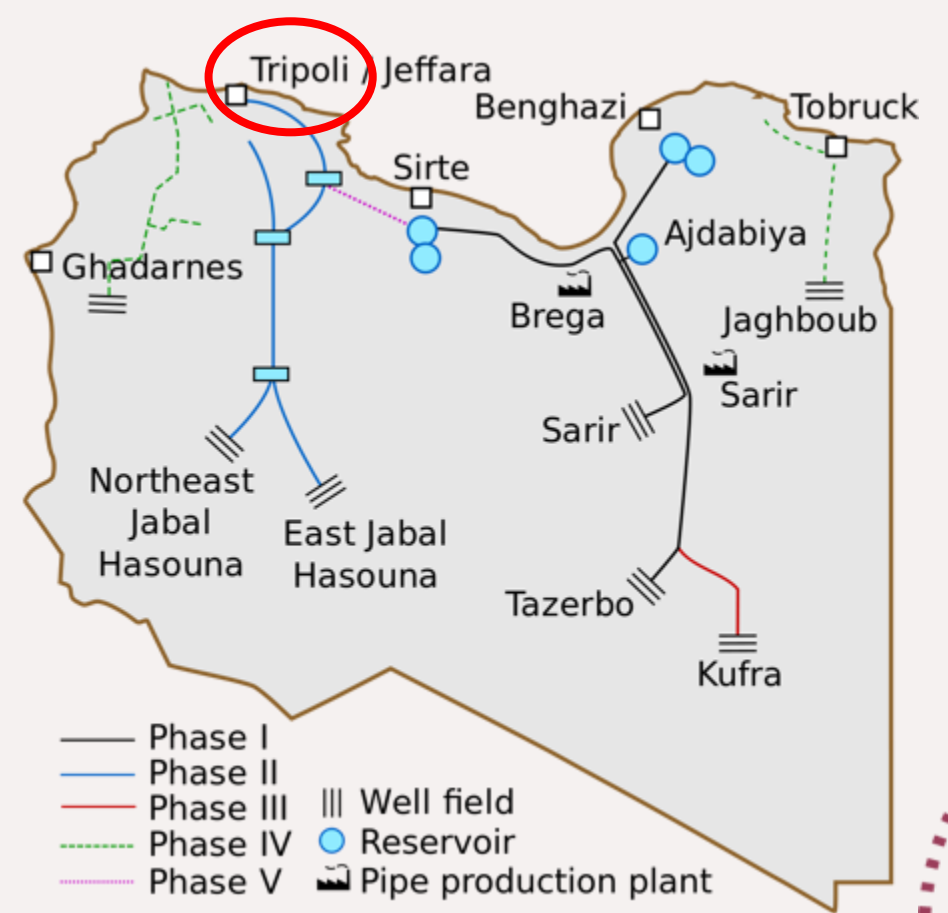 Tripoli / Jeffara
Benghazi
Tobruck
Sirte
Ajdabiya
Ghadarnes
Brega
Jaghboub
Sarir
Sarir
Northeast
Jabal
Hasouna
East Jabal
Hasouna
Tazerbo
Kufra
Phase I
Phase II
Phase III
Phase IV
Phase V
Well field
Reservoir
Pipe production plant